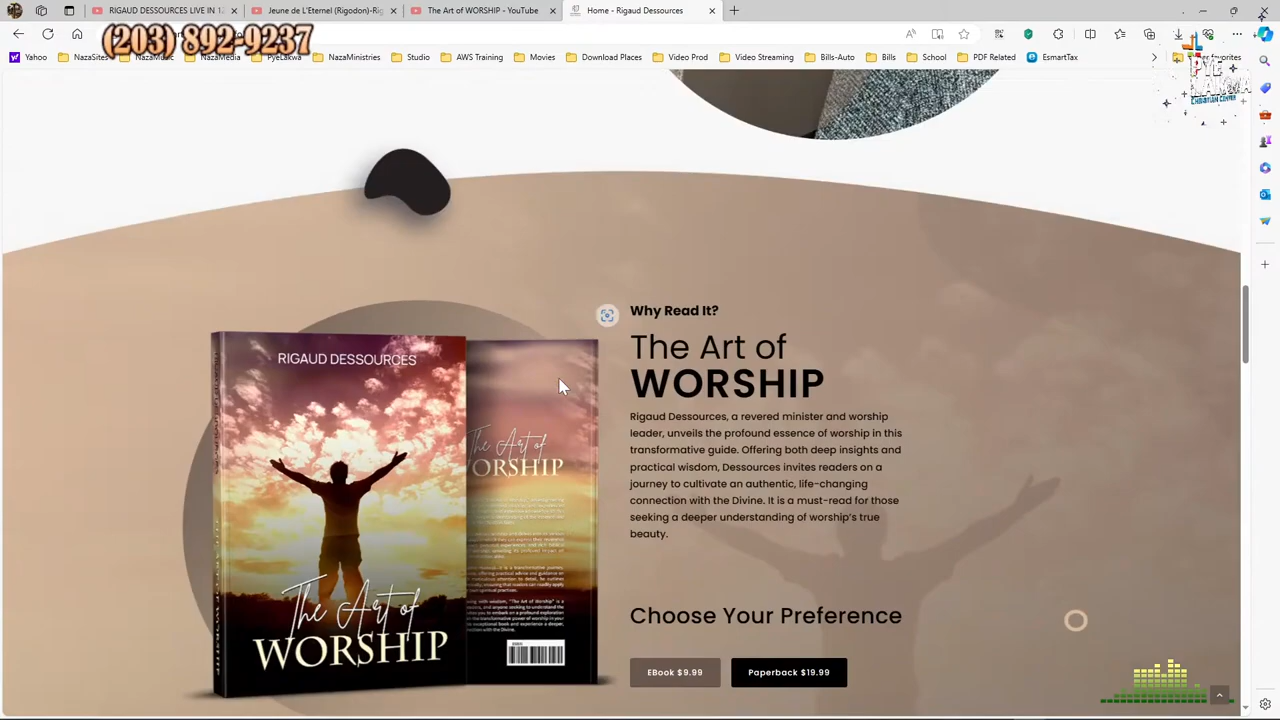 RIGAUD DESSOURCES LIVE IN 1
Jeune de L'Eternel (Rigodon)-Rig
The Art of WORSHIP - YouTube
Home - Rigaud Dessources
(203) 892-9237
Yahoo
NazaSites
NazaMedia
PyeLakwa
NazaMinistries
Studio
AWS Training
Movies
Download Places
Video Prod
Video Streaming
Bills-Auto
Bills
School
PDF Related
EsmartTax
PYE
LAKWA
CHRISTIAN CENTER
Why Read It?
The Art of
WORSHIP
Rigaud Dessources, a revered minister and worship
leader, unveils the profound essence of worship in this
transformative guide. Offering both deep insights and
practical wisdom, Dessources invites readers on a
journey to cultivate an authentic, life-changing
connection with the Divine. It is a must-read for those
seeking a deeper understanding of worship's true
beauty.
Choose Your Preference
EBook $9.99
Paperback $19.99
RIGAUD DESSOURCES
The Art of
WORSHIP
The Art of
WORSHIP